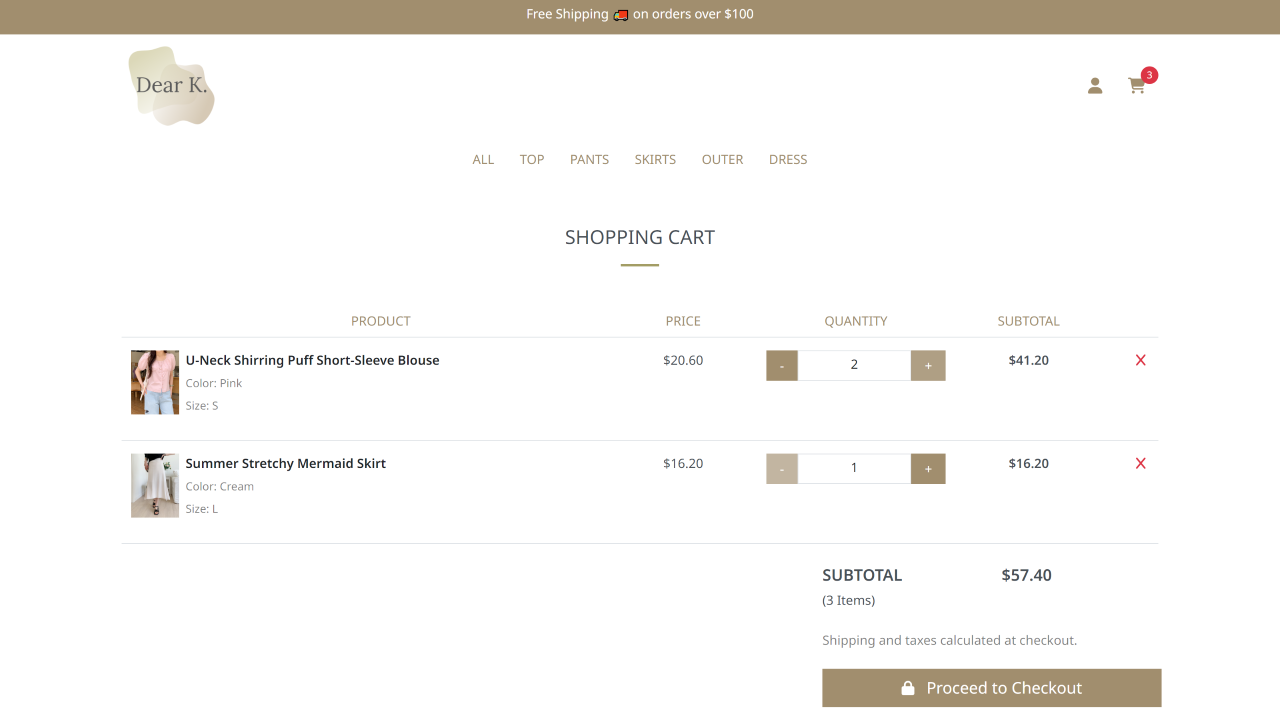 Free Shipping 🚚 on orders over $100
Dear K.
3
ALL TOP PANTS SKIRTS OUTER DRESS
SHOPPING CART
PRODUCT PRICE QUANTITY SUBTOTAL
U-Neck Shirring Puff Short-Sleeve Blouse $20.60 - 2 + $41.20 X
Color: Pink
Size: S
Summer Stretchy Mermaid Skirt $16.20 - 1 + $16.20 X
Color: Cream
Size: L
SUBTOTAL $57.40
(3 Items)
Shipping and taxes calculated at checkout.
Proceed to Checkout